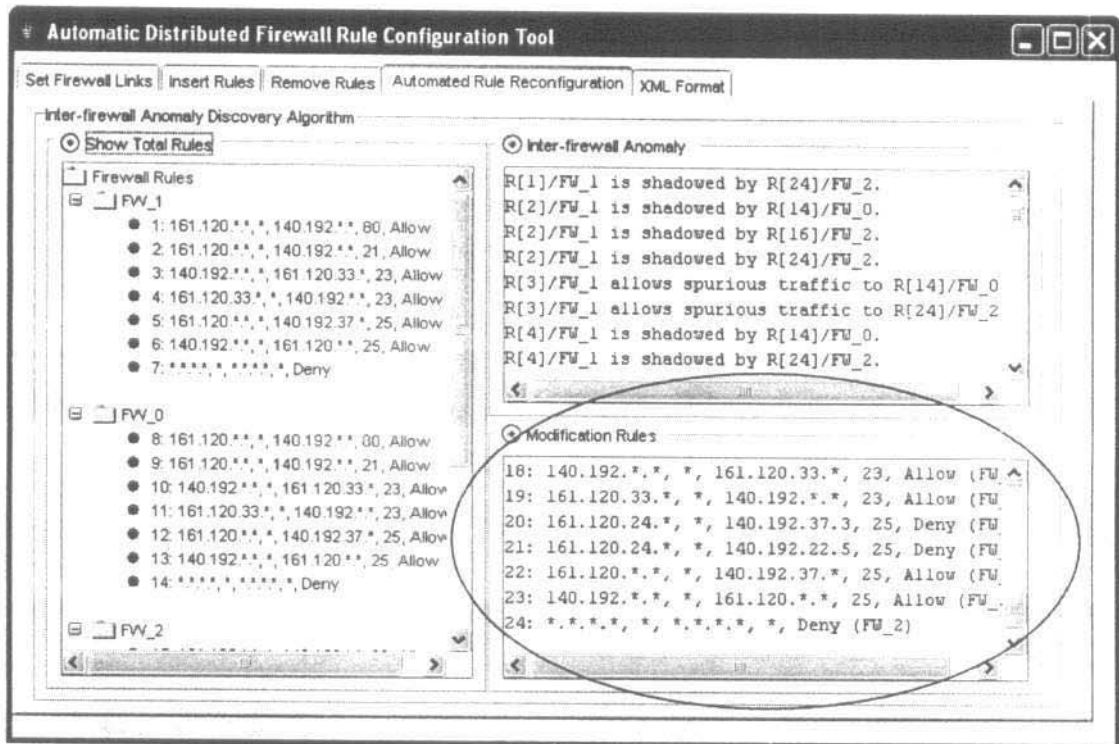 Automatic Distributed Firewall Rule Configuration Tool
Set Firewall Links Insert Rules Remove Rules Automated Rule Reconfiguration XML Format
Inter-firewall Anomaly Discovery Algorithm
Show Total Rules
Firewall Rules
FW_1
1: 161.120.*.*, *, 140.192.*.*, 80, Allow
2: 161.120.*.*, *, 140.192.*.*, 21, Allow
3: 140.192.*.*, *, 161.120.33.*, 23, Allow
4: 161.120.33.*, *, 140.192.*.*, 23, Allow
5: 161.120.*.*, *, 140.192.37.*, 25, Allow
6: 140.192.*.*, *, 161.120.*.*, 25, Allow
7: *.*.*.*, *, *.*.*.*, *, Deny
FW_0
8: 161.120.*.*, *, 140.192.*.*, 80, Allow
9: 161.120.*.*, *, 140.192.*.*, 21, Allow
10: 140.192.*.*, *, 161.120.33.*, 23, Allow
11: 161.120.33.*, *, 140.192.*.*, 23, Allow
12: 161.120.*.*, *, 140.192.37.*, 25, Allow
13: 140.192.*.*, *, 161.120.*.*, 25, Allow
14: *.*.*.*, *, *.*.*.*, *, Deny
FW_2
Inter-firewall Anomaly
R[1]/FW_1 is shadowed by R[24]/FW_2.
R[2]/FW_1 is shadowed by R[14]/FW_0.
R[2]/FW_1 is shadowed by R[16]/FW_2.
R[2]/FW_1 is shadowed by R[24]/FW_2.
R[3]/FW_1 allows spurious traffic to R[14]/FW_0
R[3]/FW_1 allows spurious traffic to R[24]/FW_2
R[4]/FW_1 is shadowed by R[14]/FW_0.
R[4]/FW_1 is shadowed by R[24]/FW_2.
Modification Rules
18: 140.192.*.*, *, 161.120.33.*, 23, Allow (FW_
19: 161.120.33.*, *, 140.192.*.*, 23, Allow (FW_
20: 161.120.24.*, *, 140.192.37.3, 25, Deny (FW_
21: 161.120.24.*, *, 140.192.22.5, 25, Deny (FW_
22: 161.120.*.*, *, 140.192.37.*, 25, Allow (FW_
23: 140.192.*.*, *, 161.120.*.*, 25, Allow (FW_
24: *.*.*.*, *, *.*.*.*, *, Deny (FW_2)